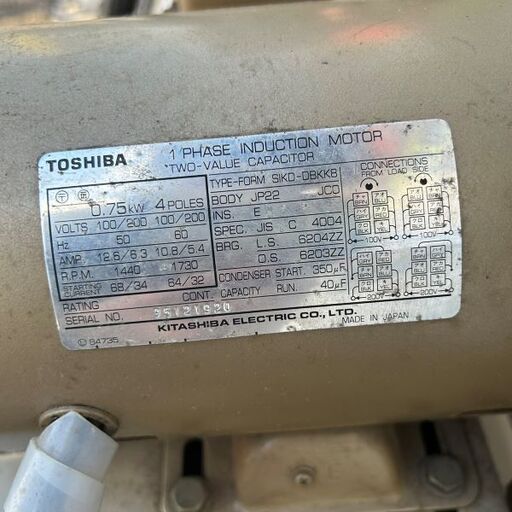 TOSHIBA
1 PHASE INDUCTION MOTOR
TWO-VALUE CAPACITOR
0.75kW 4 POLES
VOLTS 100/200 100/200
Hz 50 60
AMP. 12.6/6.3 10.8/5.4
R.P.M. 1440 1730
STARTING CURRENT 68/34 64/32
RATING CONT.
SERIAL NO.
TYPE-FORM SIKD-DBKK8
BODY JP22 JC0
INS. E
SPEC. JIS C 4004
BRG. L.S. 6204ZZ
O.S. 6203ZZ
CONDENSER START. 350μF
CAPACITY RUN. 40μF
CONNECTIONS
FROM LOAD SIDE
100V 100V
200V 200V
KITASHIBA ELECTRIC CO., LTD.
MADE IN JAPAN
©84735